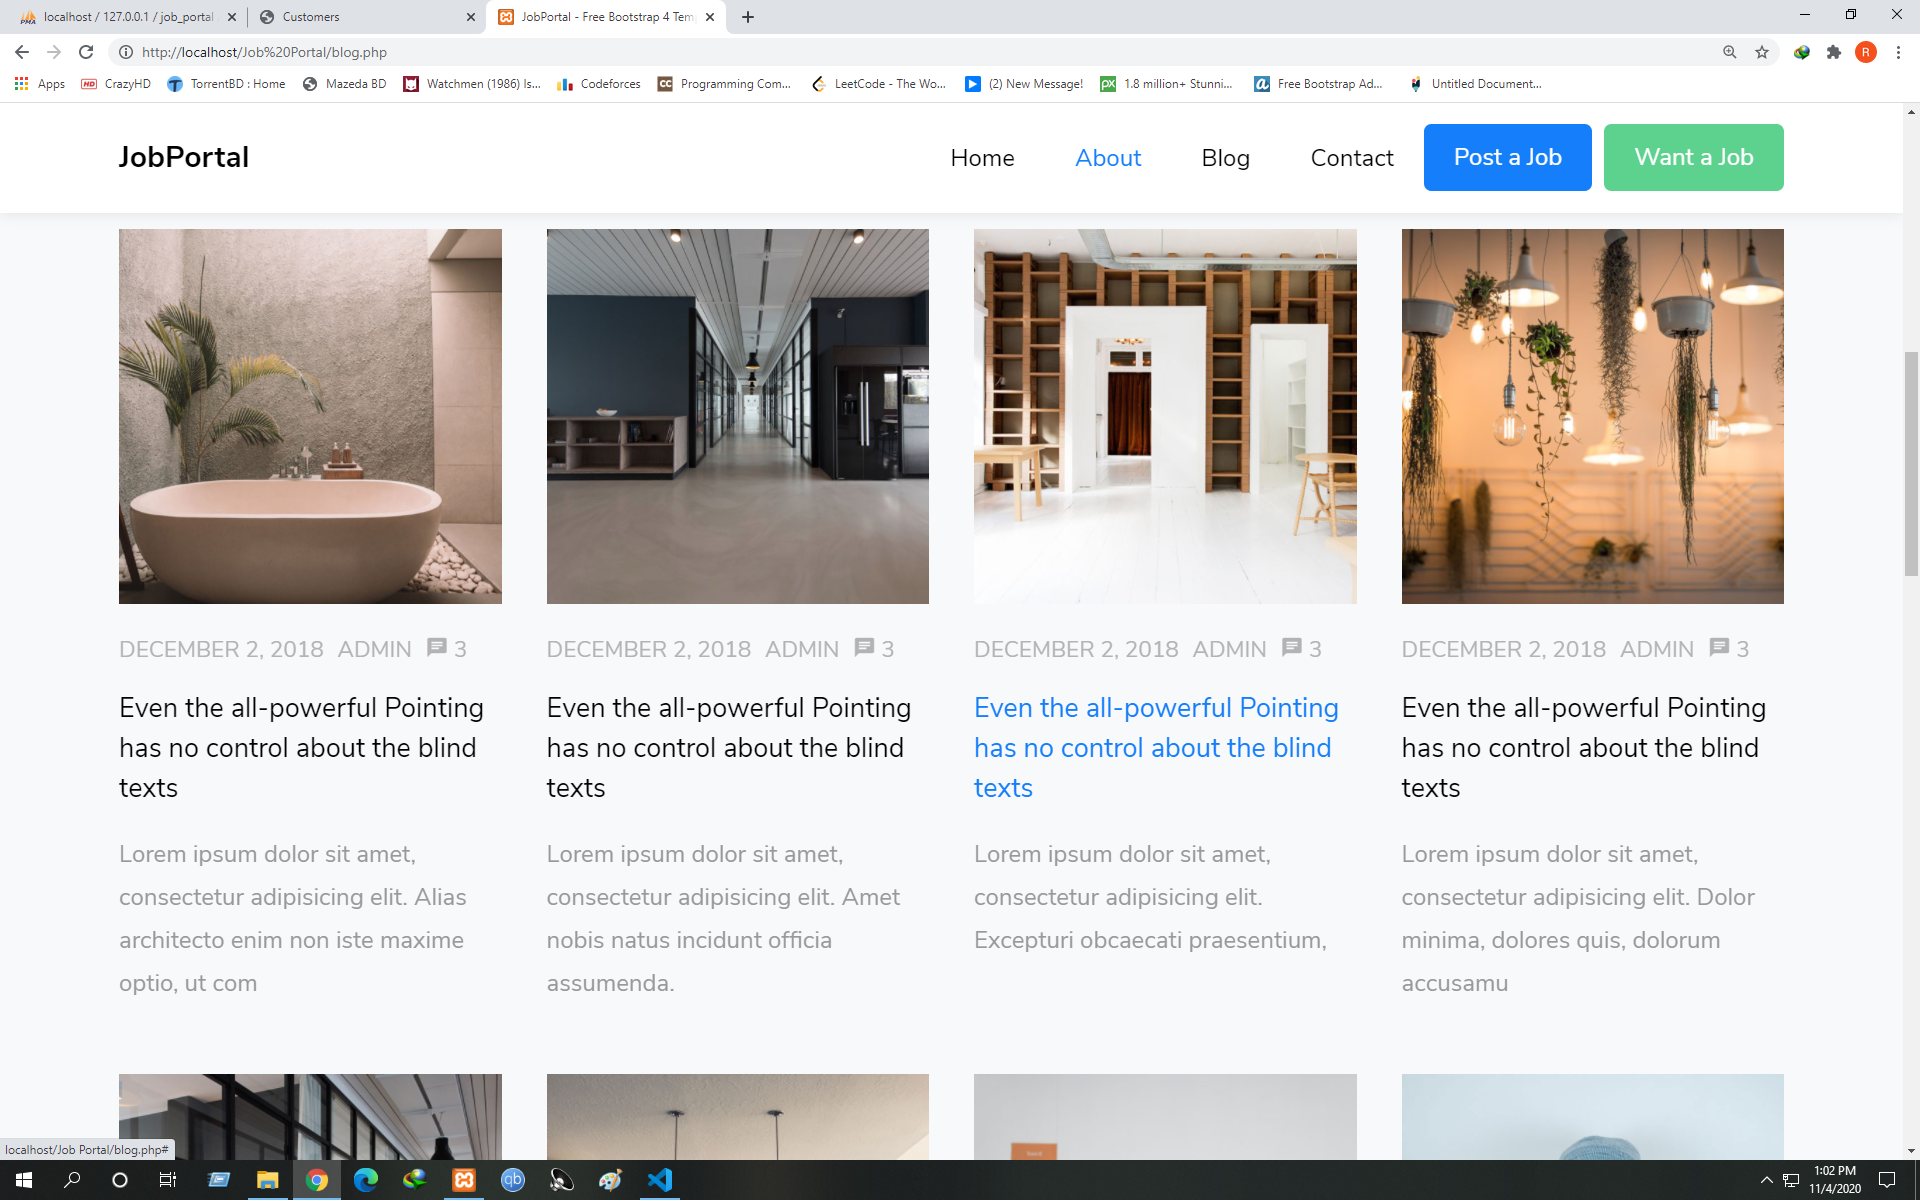 localhost / 127.0.0.1 / job_portal
Customers
JobPortal - Free Bootstrap 4 Tem
http://localhost/Job%20Portal/blog.php
R
Apps
CrazyHD
TorrentBD : Home
Mazeda BD
Watchmen (1986) Is...
Codeforces
Programming Com...
LeetCode - The Wo...
(2) New Message!
1.8 million+ Stunni...
Free Bootstrap Ad...
Untitled Document...
JobPortal
Home
About
Blog
Contact
Post a Job
Want a Job
DECEMBER 2, 2018 ADMIN 3
Even the all-powerful Pointing
has no control about the blind
texts
Lorem ipsum dolor sit amet,
consectetur adipisicing elit. Alias
architecto enim non iste maxime
optio, ut com
DECEMBER 2, 2018 ADMIN 3
Even the all-powerful Pointing
has no control about the blind
texts
Lorem ipsum dolor sit amet,
consectetur adipisicing elit. Amet
nobis natus incidunt officia
assumenda.
DECEMBER 2, 2018 ADMIN 3
Even the all-powerful Pointing
has no control about the blind
texts
Lorem ipsum dolor sit amet,
consectetur adipisicing elit.
Excepturi obcaecati praesentium,
DECEMBER 2, 2018 ADMIN 3
Even the all-powerful Pointing
has no control about the blind
texts
Lorem ipsum dolor sit amet,
consectetur adipisicing elit. Dolor
minima, dolores quis, dolorum
accusamu
localhost/Job Portal/blog.php#
qb
1:02 PM
11/4/2020